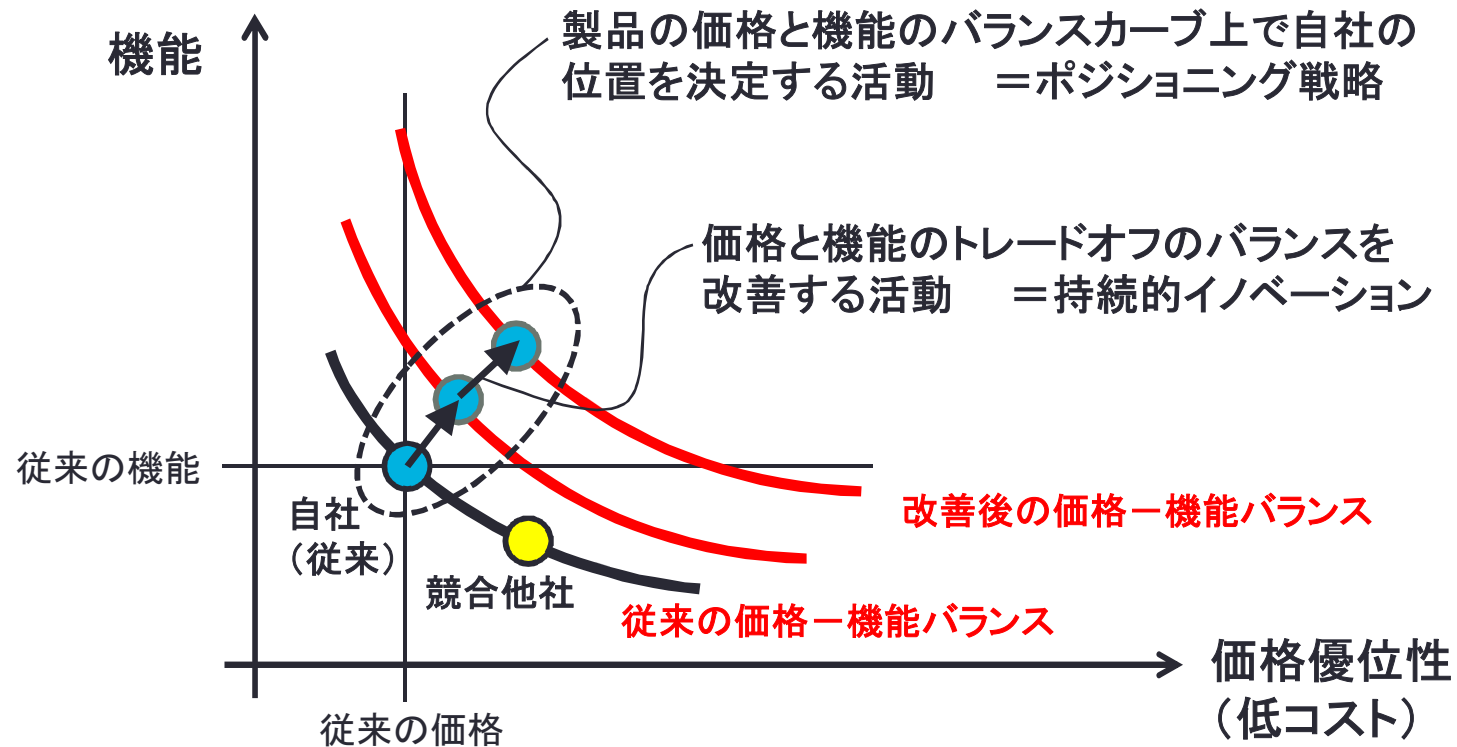 機能
製品の価格と機能のバランスカーブ上で自社の
位置を決定する活動　＝ポジショニング戦略
価格と機能のトレードオフのバランスを
改善する活動　＝持続的イノベーション
従来の機能
自社
（従来）
競合他社
改善後の価格－機能バランス
従来の価格－機能バランス
価格優位性
（低コスト）
従来の価格